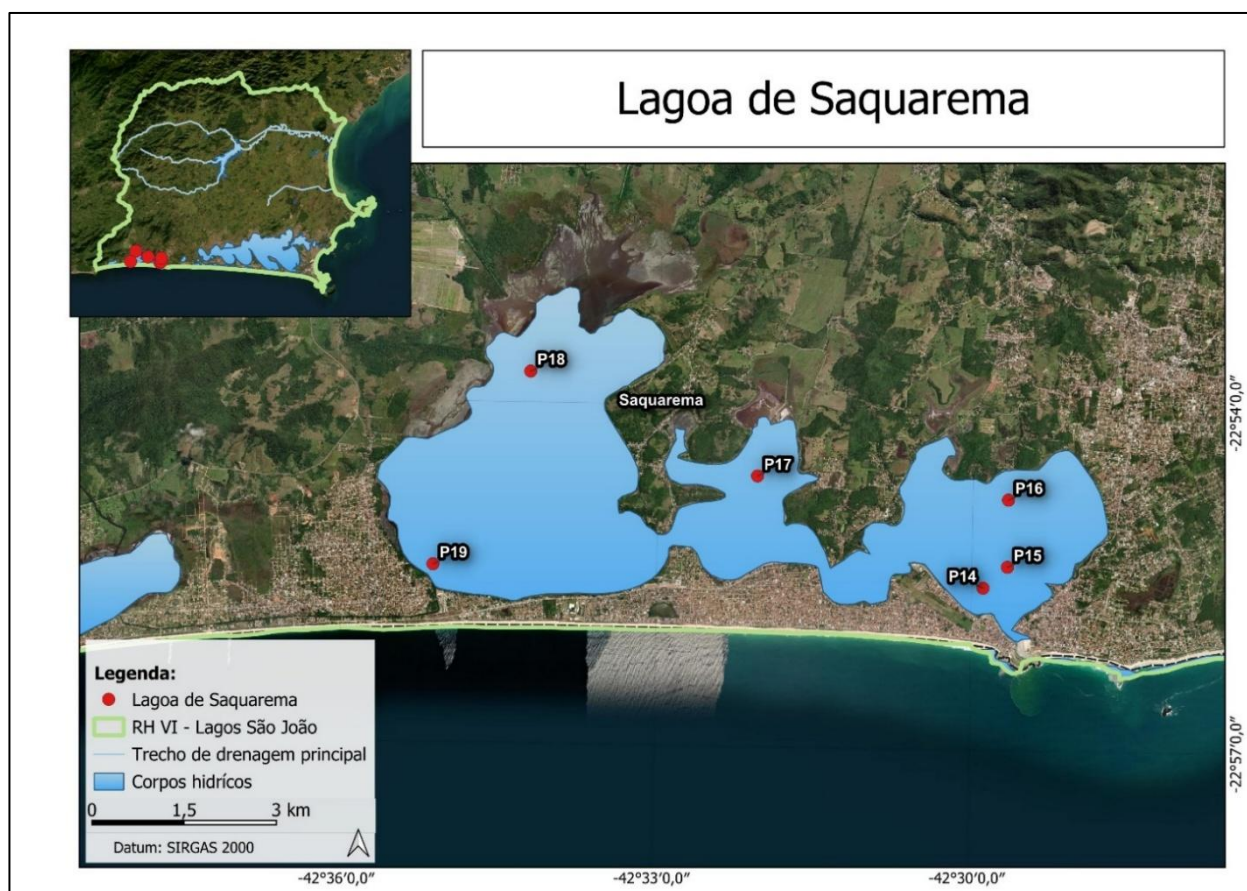 Lagoa de Saquarema
P18
Saquarema
P17
P16
P15
P14
P19
-22°54'0,0"
-22°57'0,0"
Legenda:
Lagoa de Saquarema
RH VI - Lagos São João
Trecho de drenagem principal
Corpos hidrícos
0 1,5 3 km
Datum: SIRGAS 2000
-42°36'0,0" -42°33'0,0" -42°30'0,0"